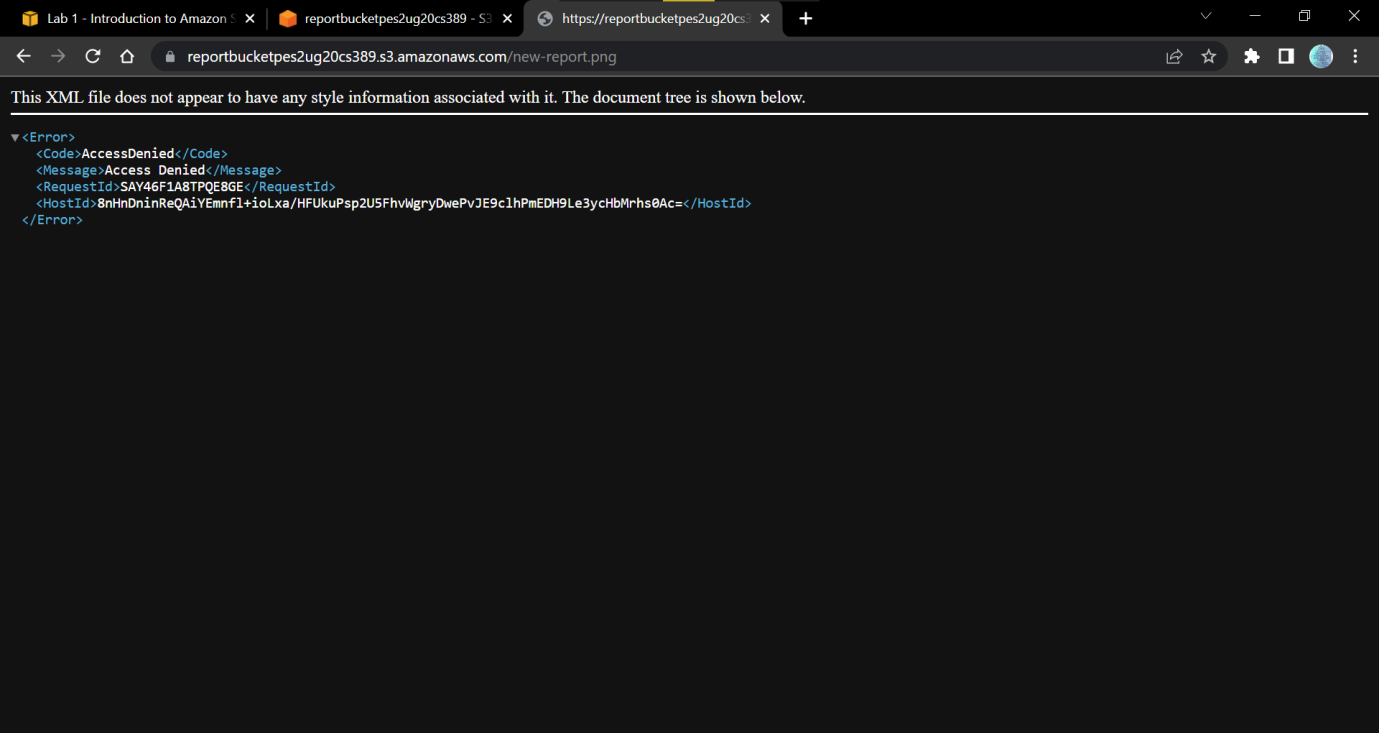 Lab 1 - Introduction to Amazon S
reportbucketpes2ug20cs389 - S3
https://reportbucketpes2ug20cs3
reportbucketpes2ug20cs389.s3.amazonaws.com/new-report.png
This XML file does not appear to have any style information associated with it. The document tree is shown below.
<Error>
<Code>AccessDenied</Code>
<Message>Access Denied</Message>
<RequestId>SAY46F1A8TPQE8GE</RequestId>
<HostId>8nHnDninReQAiYEmnfl+ioLxa/HFUkuPsp2U5FhvWgryDwePvJE9clhPmEDH9Le3ycHbMrhs0Ac=</HostId>
</Error>